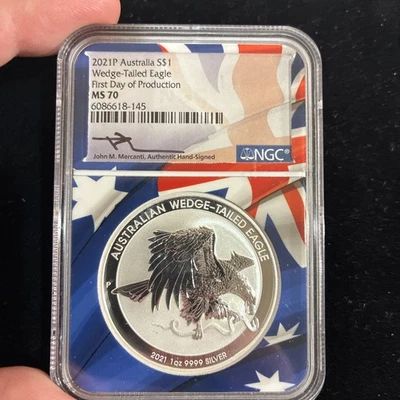 2021P Australia S$1
Wedge-Tailed Eagle
First Day of Production
MS 70
6086618-145
John M. Mercanti, Authentic Hand-Signed
NGC
AUSTRALIAN WEDGE-TAILED EAGLE
P
2021 1oz 9999 SILVER